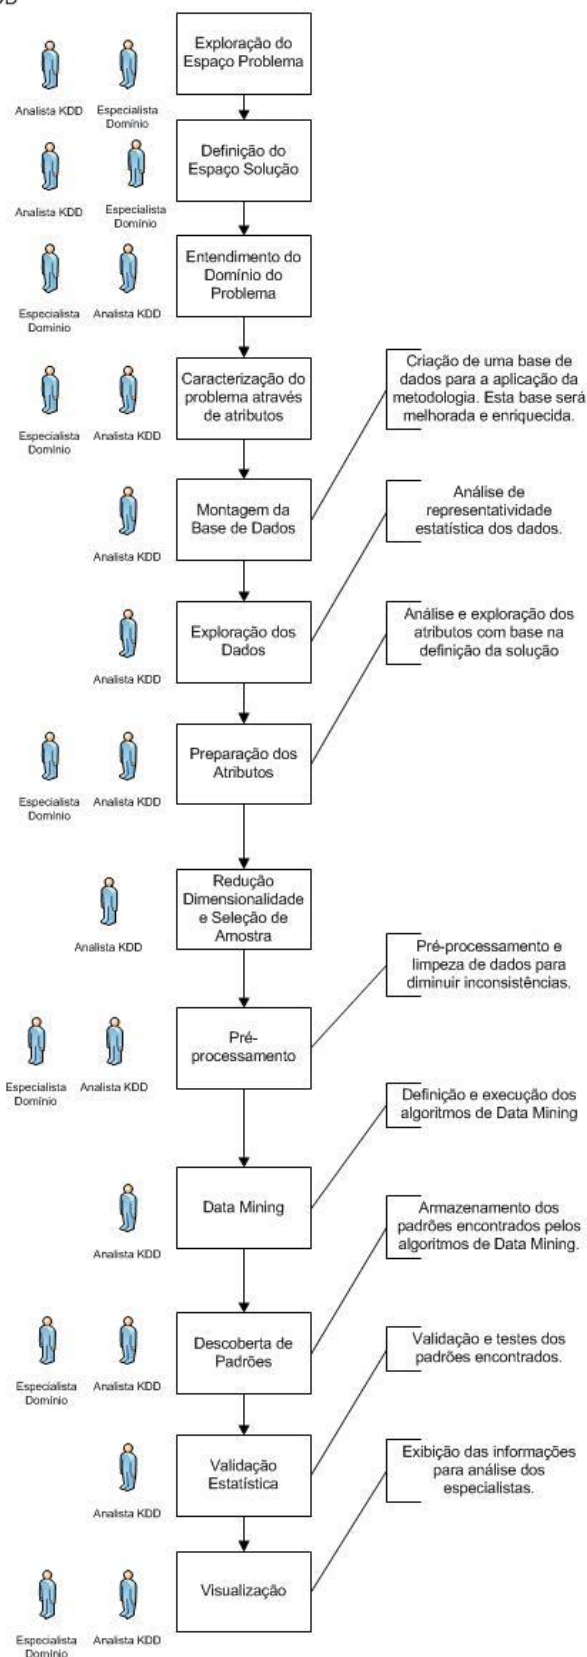 Exploração do
Espaço Problema
Analista KDD
Especialista
Domínio
Definição do
Espaço Solução
Analista KDD
Especialista
Domínio
Entendimento do
Domínio do
Problema
Especialista
Domínio
Analista KDD
Caracterização do
problema através
de atributos
Especialista
Domínio
Analista KDD
Criação de uma base de
dados para a aplicação da
metodologia. Esta base será
melhorada e enriquecida.
Montagem da
Base de Dados
Analista KDD
Análise de
representatividade
estatística dos dados.
Exploração dos
Dados
Analista KDD
Análise e exploração dos
atributos com base na
definição da solução
Preparação dos
Atributos
Especialista
Domínio
Analista KDD
Redução
Dimensionalidade
e Seleção de
Amostra
Analista KDD
Pré-processamento e
limpeza de dados para
diminuir inconsistências.
Pré-
processamento
Especialista
Domínio
Analista KDD
Definição e execução dos
algoritmos de Data Mining
Data Mining
Analista KDD
Armazenamento dos
padrões encontrados pelos
algoritmos de Data Mining.
Descoberta de
Padrões
Especialista
Domínio
Analista KDD
Validação e testes dos
padrões encontrados.
Validação
Estatística
Analista KDD
Exibição das informações
para análise dos
especialistas.
Visualização
Especialista
Domínio
Analista KDD